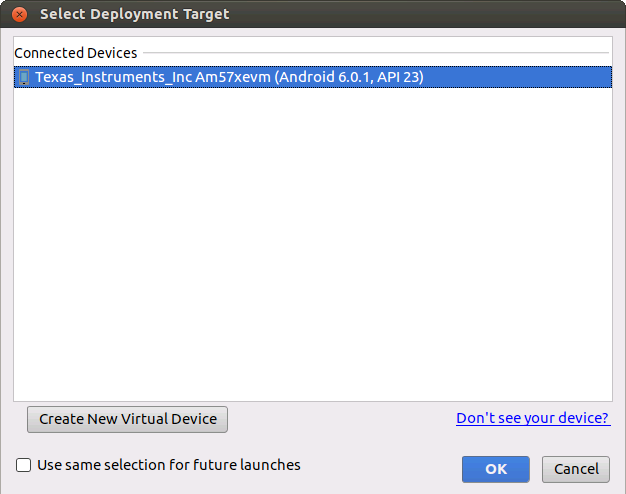 Select Deployment Target
Connected Devices
Texas_Instruments_Inc Am57xevm (Android 6.0.1, API 23)
Create New Virtual Device
Don't see your device?
Use same selection for future launches
OK
Cancel